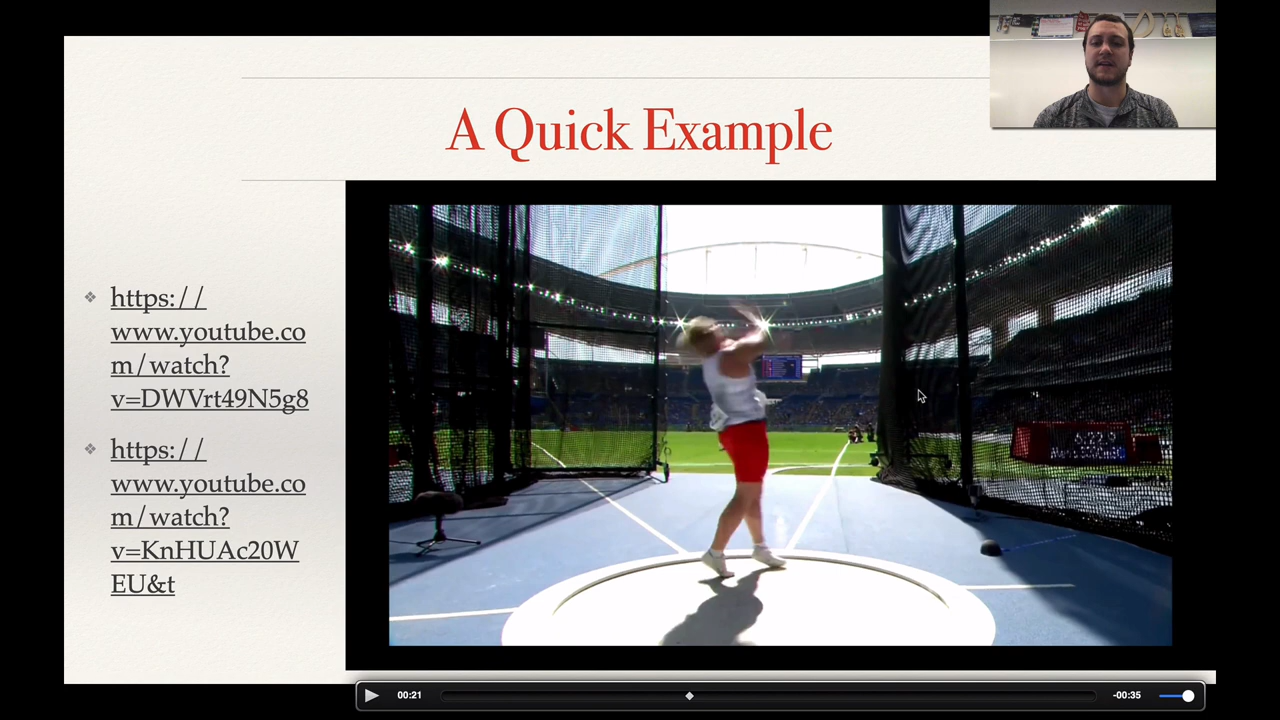 A Quick Example
https://
www.youtube.co
m/watch?
v=DWVrt49N5g8
https://
www.youtube.co
m/watch?
v=KnHUAc20W
EU&t
00:21
-00:35